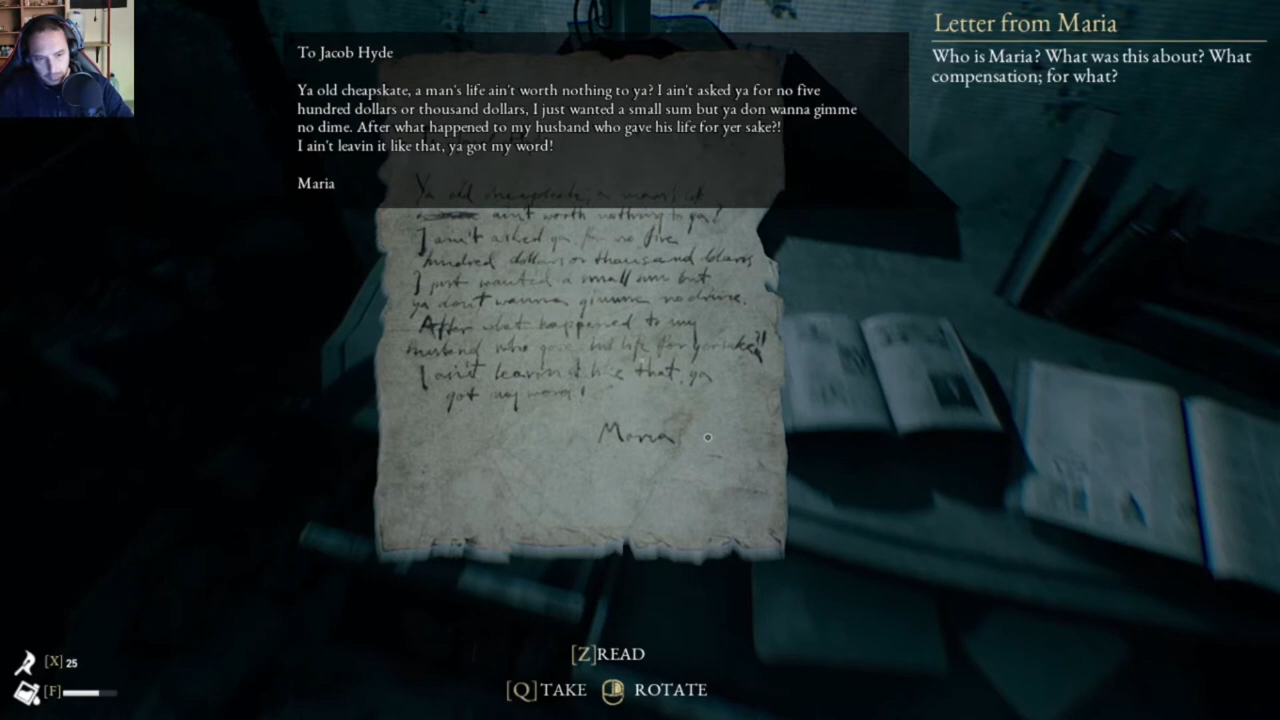 Letter from Maria
Who is Maria? What was this about? What
compensation; for what?
To Jacob Hyde
Ya old cheapskate, a man's life ain't worth nothing to ya? I ain't asked ya for no five
hundred dollars or thousand dollars, I just wanted a small sum but ya don wanna gimme
no dime. After what happened to my husband who gave his life for yer sake?!
I ain't leavin it like that, ya got my word!
Maria
Ya old cheapskate, a man's life
ain't worth nothing to ya?
I ain't asked ya for no five
hundred dollars or thousand dollars
I just wanted a small sum but
ya don't wanna gimme no dime.
After what happened to my
husband who gave his life for yer sake?!
I ain't leavin it like that, ya
got my word!
Maria
[X] 25
[F]
[Z]READ
[Q]TAKE ROTATE